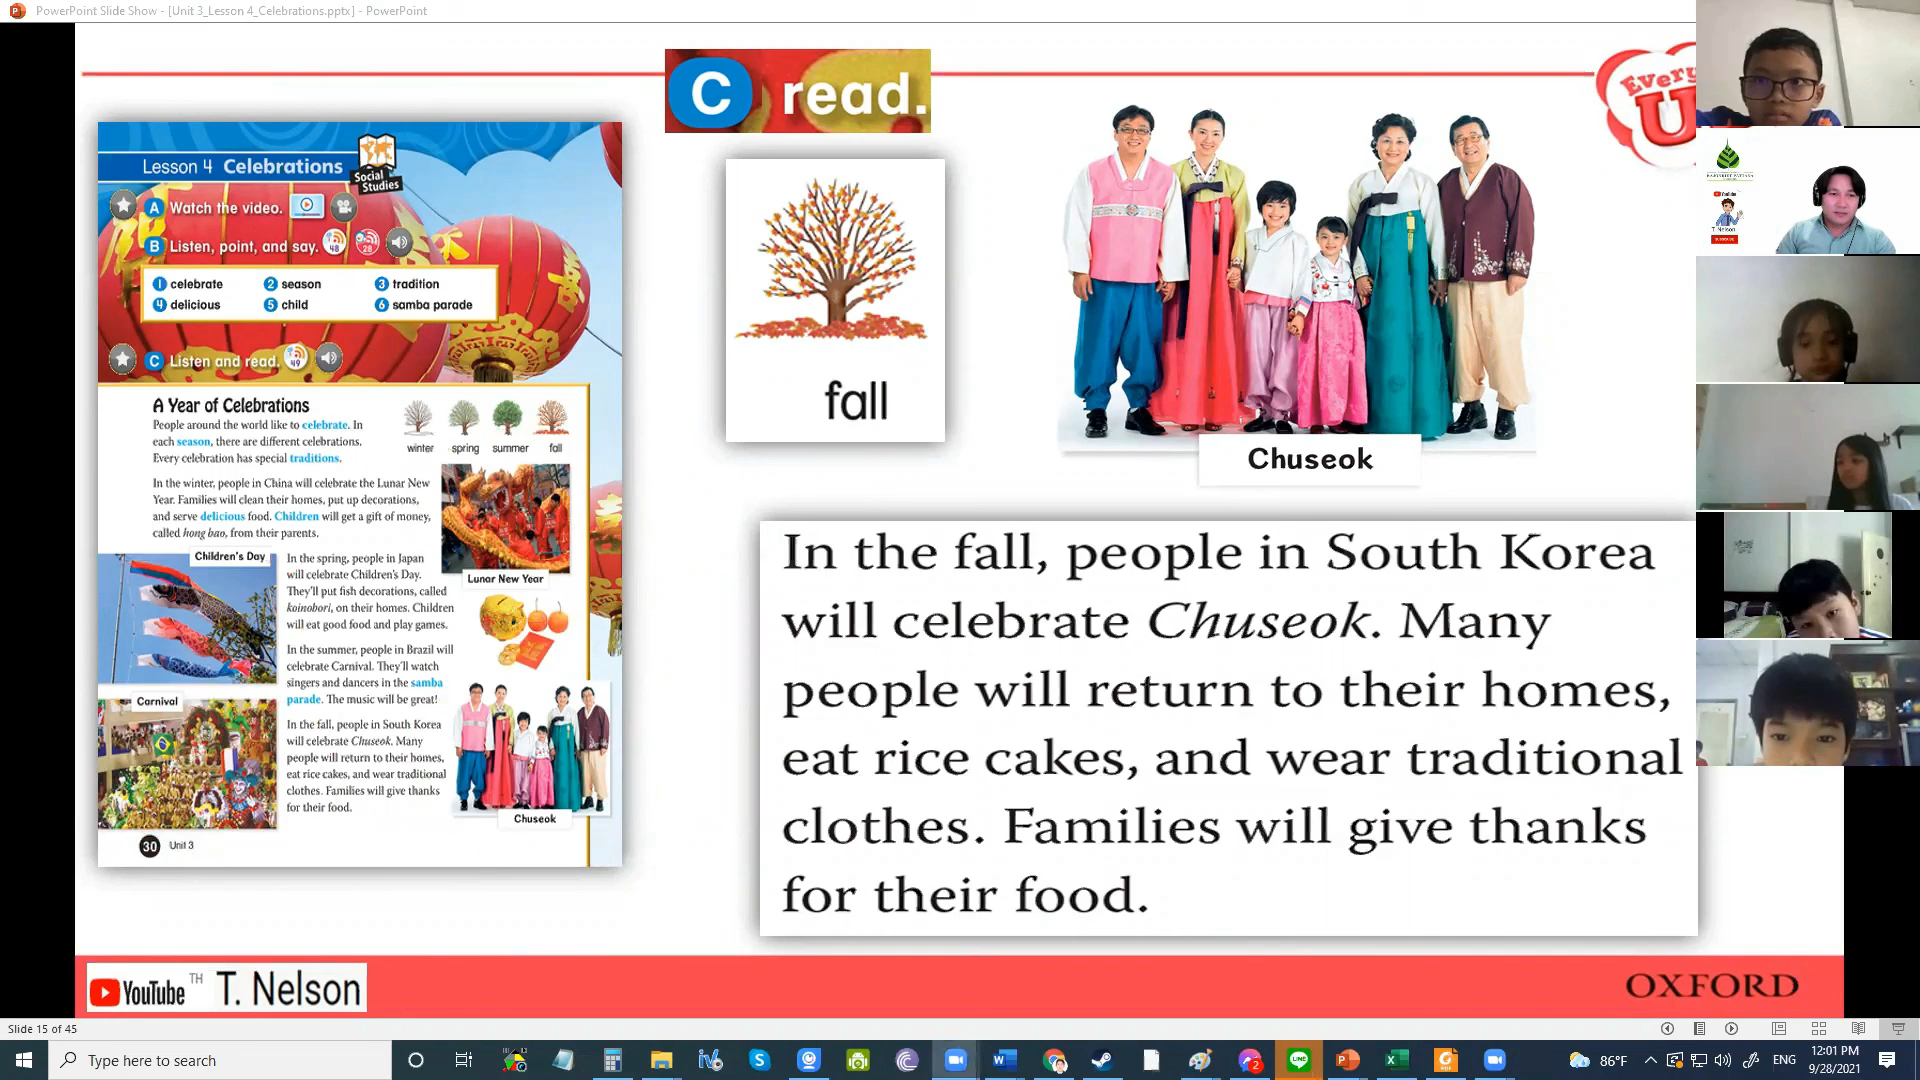 PowerPoint Slide Show - [Unit 3_Lesson 4_Celebrations.pptx] - PowerPoint
C read.
Every
U
Lesson 4 Celebrations
Social
Studies
A Watch the video.
B Listen, point, and say.
48
28
1 celebrate 2 season 3 tradition
4 delicious 5 child 6 samba parade
C Listen and read.
49
A Year of Celebrations
People around the world like to celebrate. In
each season, there are different celebrations.
Every celebration has special traditions.
winter spring summer fall
In the winter, people in China will celebrate the Lunar New
Year. Families will clean their homes, put up decorations,
and serve delicious food. Children will get a gift of money,
called hong bao, from their parents.
Lunar New Year
Children's Day
In the spring, people in Japan
will celebrate Children's Day.
They'll put fish decorations, called
koinobori, on their homes. Children
will eat good food and play games.
In the summer, people in Brazil will
celebrate Carnival. They'll watch
singers and dancers in the samba
parade. The music will be great!
Carnival
In the fall, people in South Korea
will celebrate Chuseok. Many
people will return to their homes,
eat rice cakes, and wear traditional
clothes. Families will give thanks
for their food.
Chuseok
30 Unit 3
fall
Chuseok
In the fall, people in South Korea
will celebrate Chuseok. Many
people will return to their homes,
eat rice cakes, and wear traditional
clothes. Families will give thanks
for their food.
YouTube
T. Nelson
SUBSCRIBE
YouTube TH T. Nelson
OXFORD
Slide 15 of 45
Type here to search
2
86°F
ENG
12:01 PM
9/28/2021